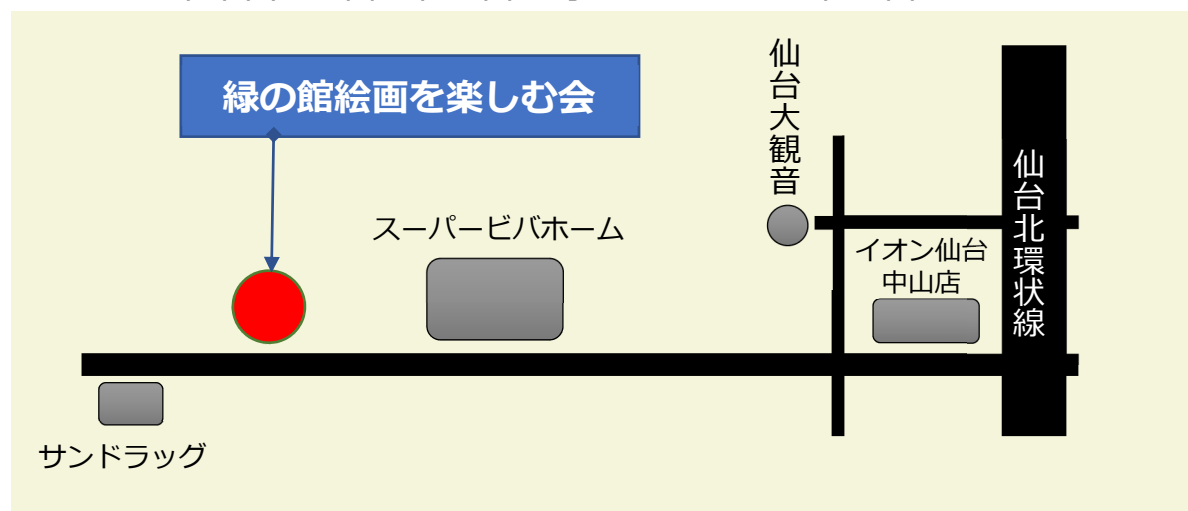 緑の館絵画を楽しむ会
仙台大観音
スーパービバホーム
イオン仙台
中山店
仙台北環状線
サンドラッグ